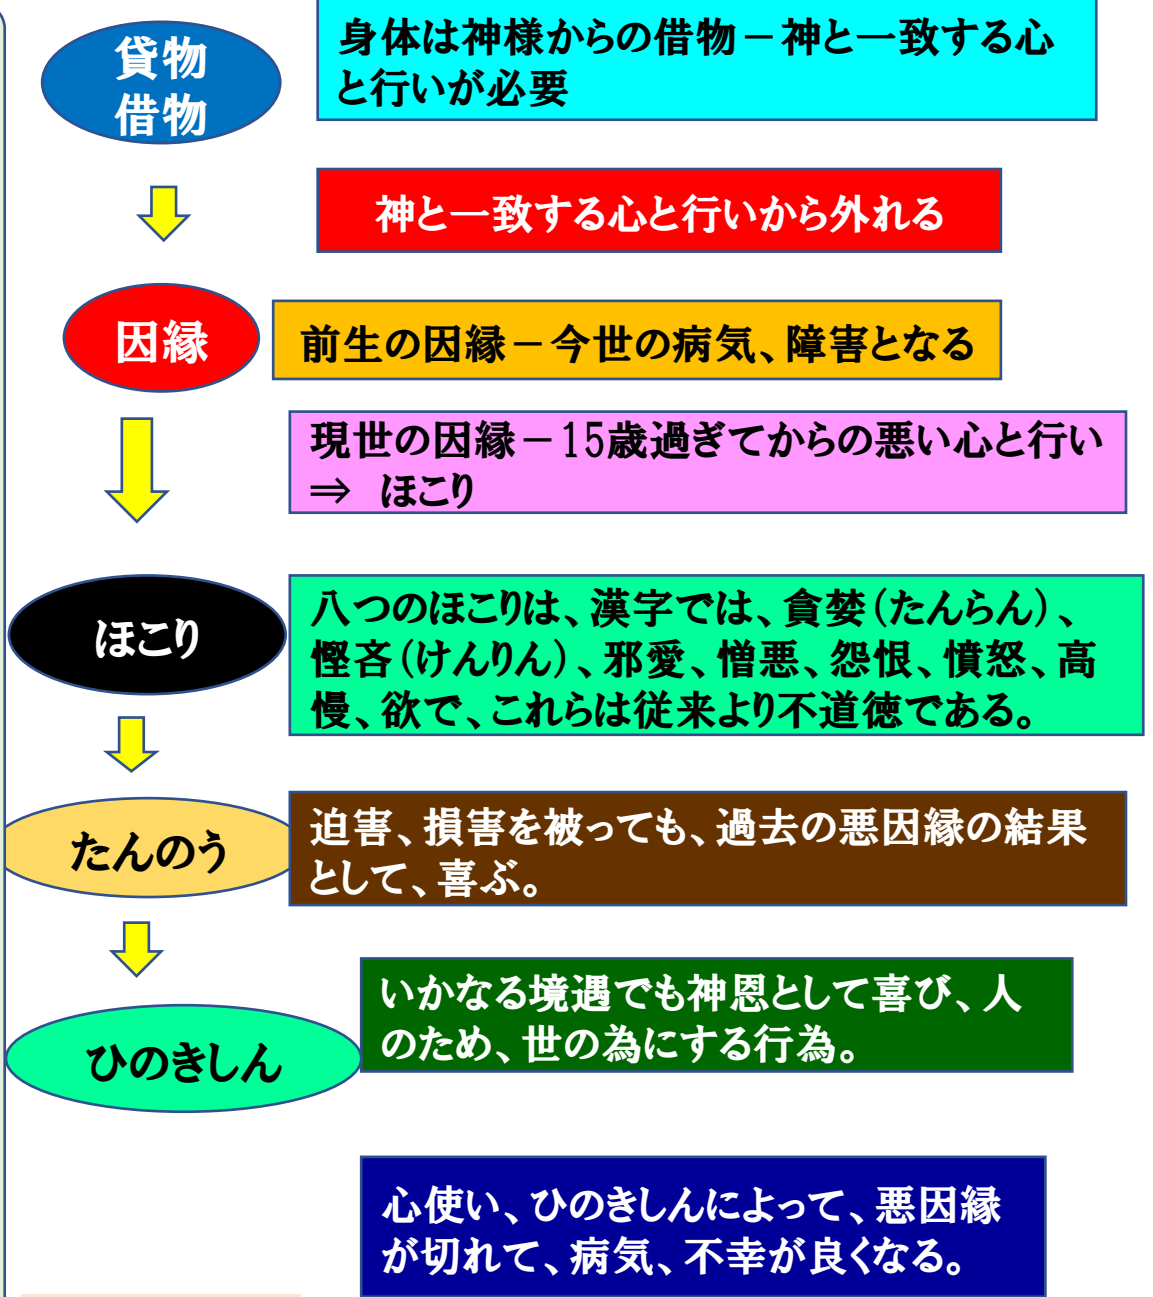 貸物
借物
身体は神様からの借物－神と一致する心
と行いが必要
神と一致する心と行いから外れる
因縁
前生の因縁－今世の病気、障害となる
現世の因縁－15歳過ぎてからの悪い心と行い
⇒　ほこり
ほこり
八つのほこりは、漢字では、貪婪(たんらん)、
慳吝(けんりん)、邪愛、憎悪、怨恨、憤怒、高
慢、欲で、これらは従来より不道徳である。
たんのう
迫害、損害を被っても、過去の悪因縁の結果
として、喜ぶ。
ひのきしん
いかなる境遇でも神恩として喜び、人
のため、世の為にする行為。
心使い、ひのきしんによって、悪因縁
が切れて、病気、不幸が良くなる。